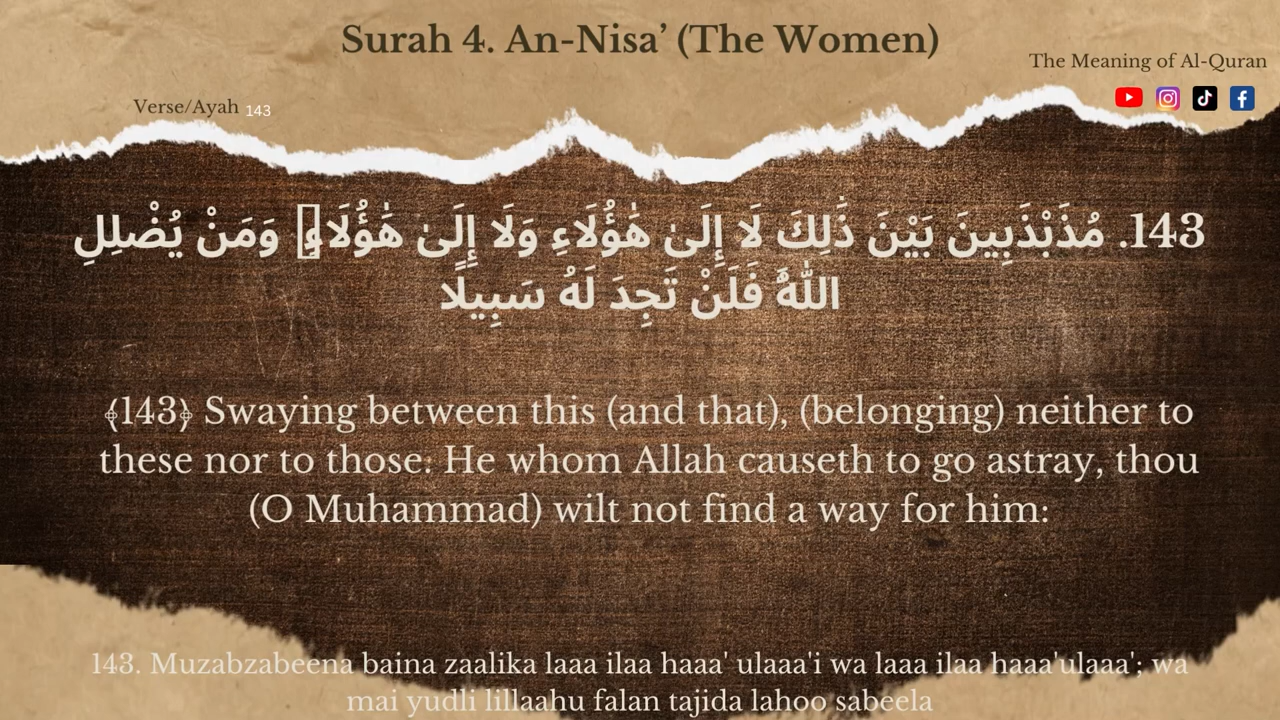 Surah 4. An-Nisa’ (The Women)
The Meaning of Al-Quran
Verse/Ayah 143
143. مُذَبْذَبِينَ بَيْنَ ذَٰلِكَ لَا إِلَىٰ هَٰؤُلَاءِ وَلَا إِلَىٰ هَٰؤُلَاءِ وَمَنْ يُضْلِلِ
اللَّهُ فَلَنْ تَجِدَ لَهُ سَبِيلًا
﴾143﴿ Swaying between this (and that), (belonging) neither to
these nor to those. He whom Allah causeth to go astray, thou
(O Muhammad) wilt not find a way for him:
143. Muzabzabeena baina zaalika laaa ilaa haaa' ulaaa'i wa laaa ilaa haaa'ulaaa'; wa
mai yudli lillaahu falan tajida lahoo sabeela